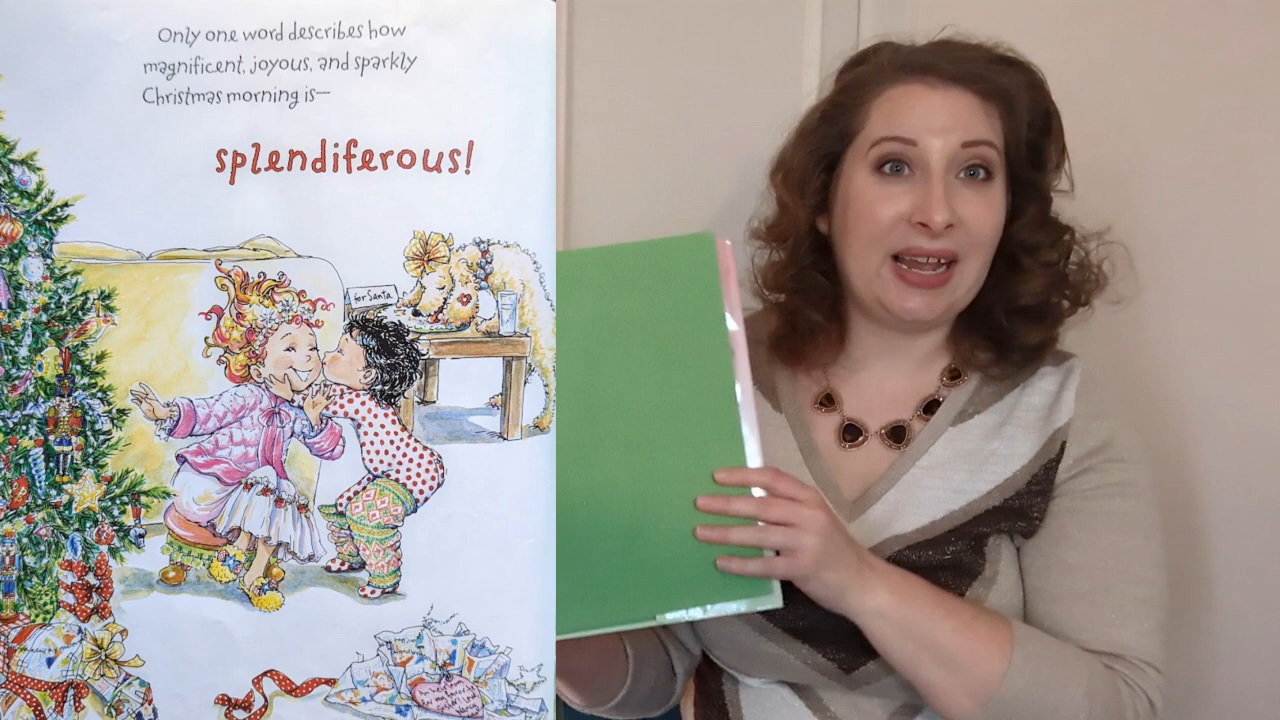 Only one word describes how
magnificent, joyous, and sparkly
Christmas morning is—
splendiferous!
for Santa